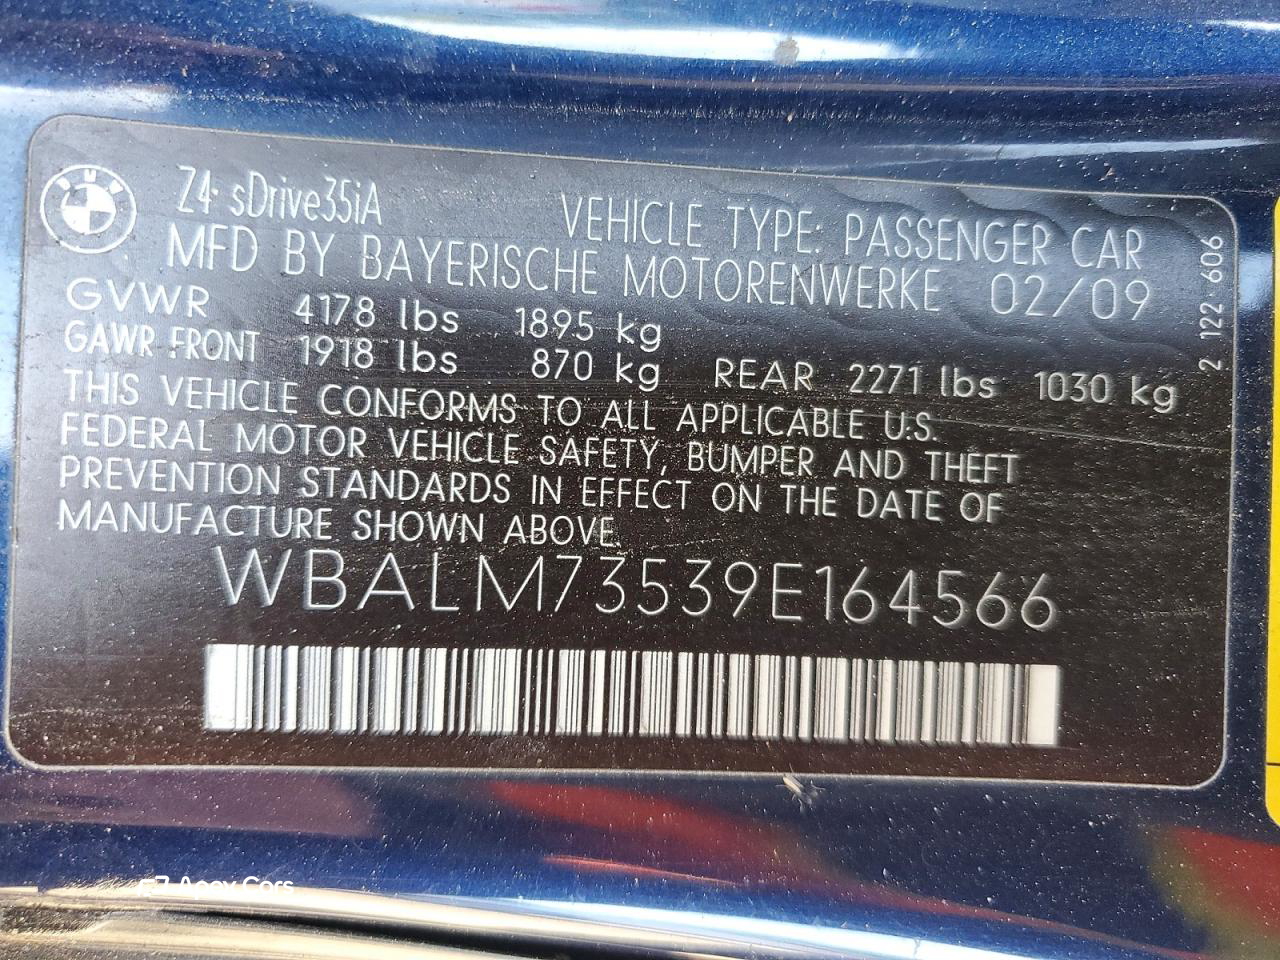 BMW
Z4 sDrive35iA
VEHICLE TYPE: PASSENGER CAR
MFD BY BAYERISCHE MOTORENWERKE 02/09
GVWR 4178 lbs 1895 kg
GAWR FRONT 1918 lbs 870 kg REAR 2271 lbs 1030 kg
THIS VEHICLE CONFORMS TO ALL APPLICABLE U.S.
FEDERAL MOTOR VEHICLE SAFETY, BUMPER AND THEFT
PREVENTION STANDARDS IN EFFECT ON THE DATE OF
MANUFACTURE SHOWN ABOVE.
WBALM73539E164566
2 122 606